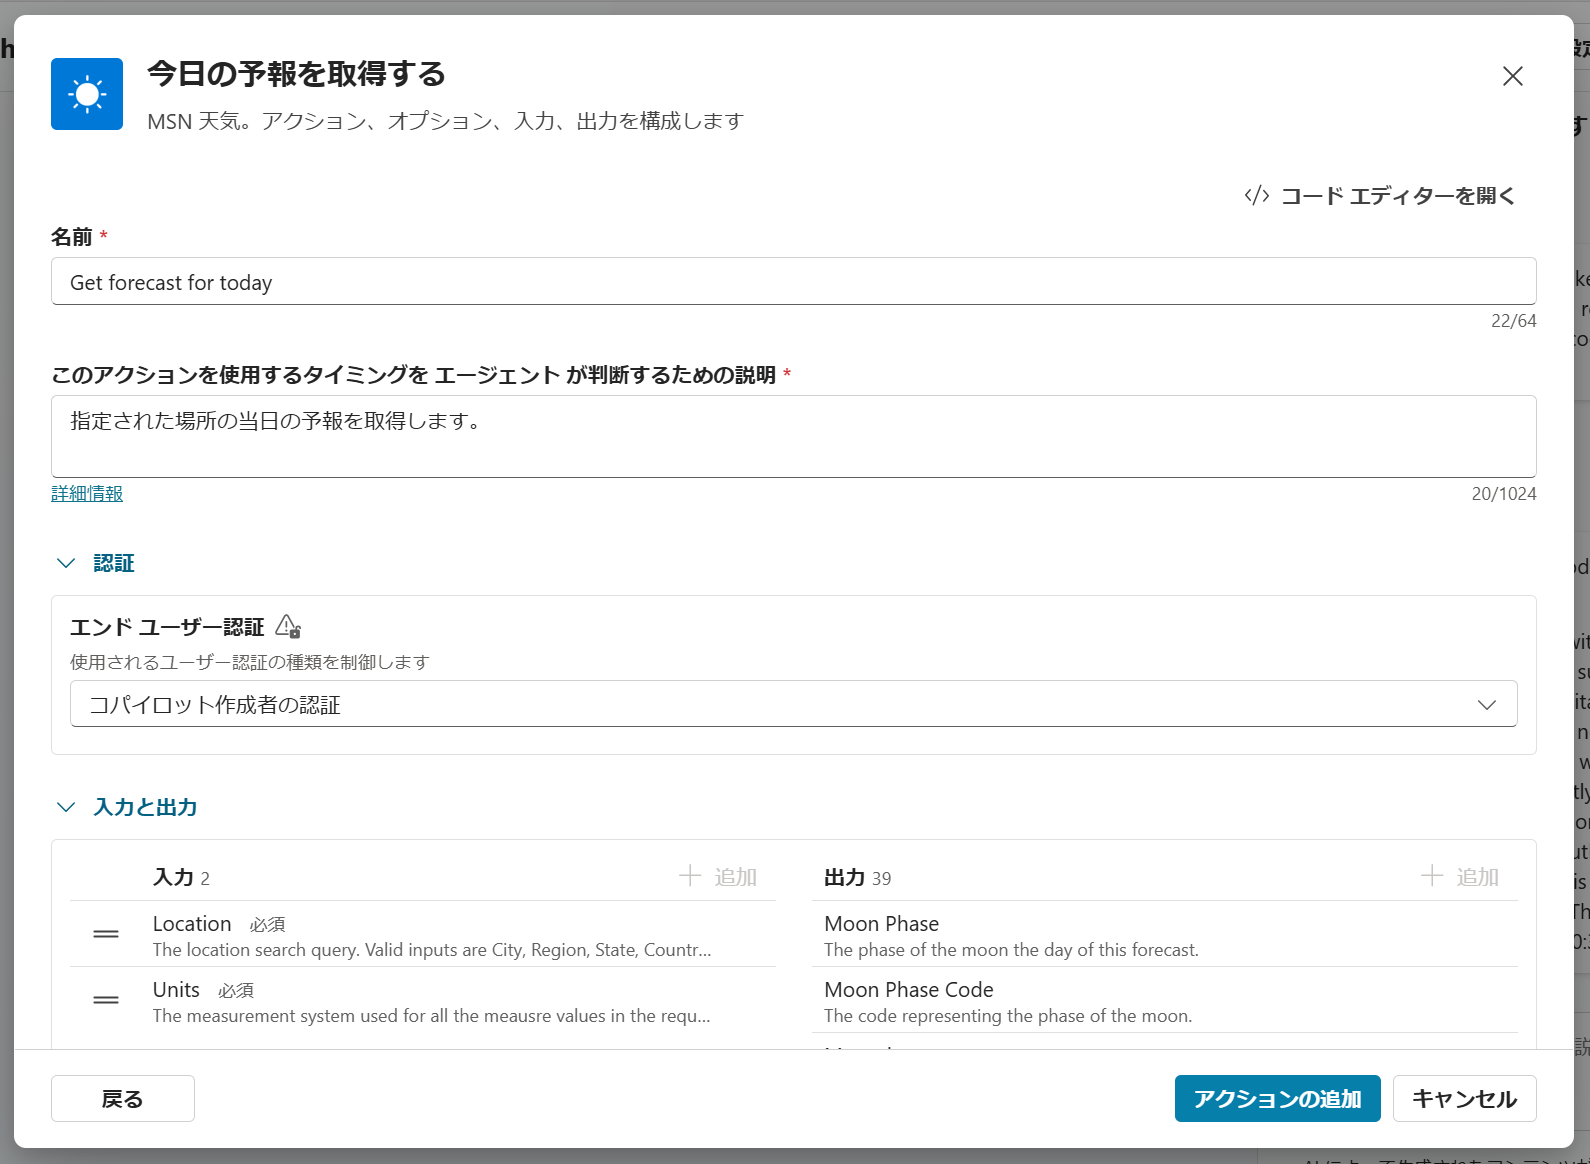 今日の予報を取得する
MSN 天気。アクション、オプション、入力、出力を構成します
コード エディターを開く
名前 *
Get forecast for today
22/64
このアクションを使用するタイミングを エージェント が判断するための説明 *
指定された場所の当日の予報を取得します。
詳細情報
20/1024
認証
エンド ユーザー認証
使用されるユーザー認証の種類を制御します
コパイロット作成者の認証
入力と出力
入力 2
追加
出力 39
追加
Location 必須
The location search query. Valid inputs are City, Region, State, Countr...
Moon Phase
The phase of the moon the day of this forecast.
Units 必須
The measurement system used for all the meausre values in the requ...
Moon Phase Code
The code representing the phase of the moon.
戻る
アクションの追加
キャンセル